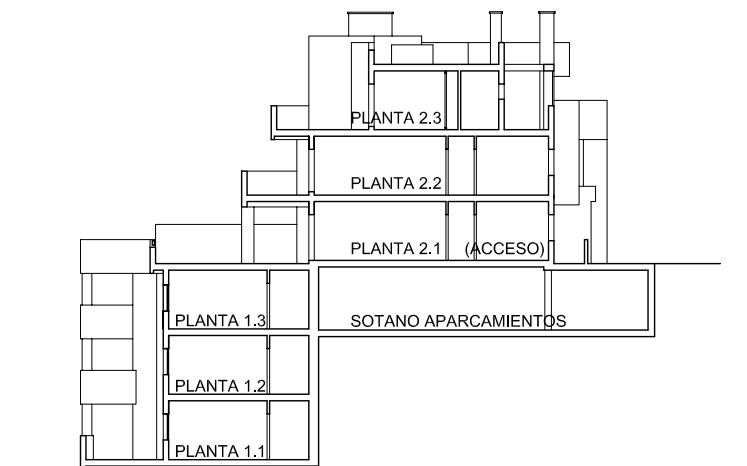 PLANTA 2.3
PLANTA 2.2
PLANTA 2.1 (ACCESO)
PLANTA 1.3 SOTANO APARCAMIENTOS
PLANTA 1.2
PLANTA 1.1